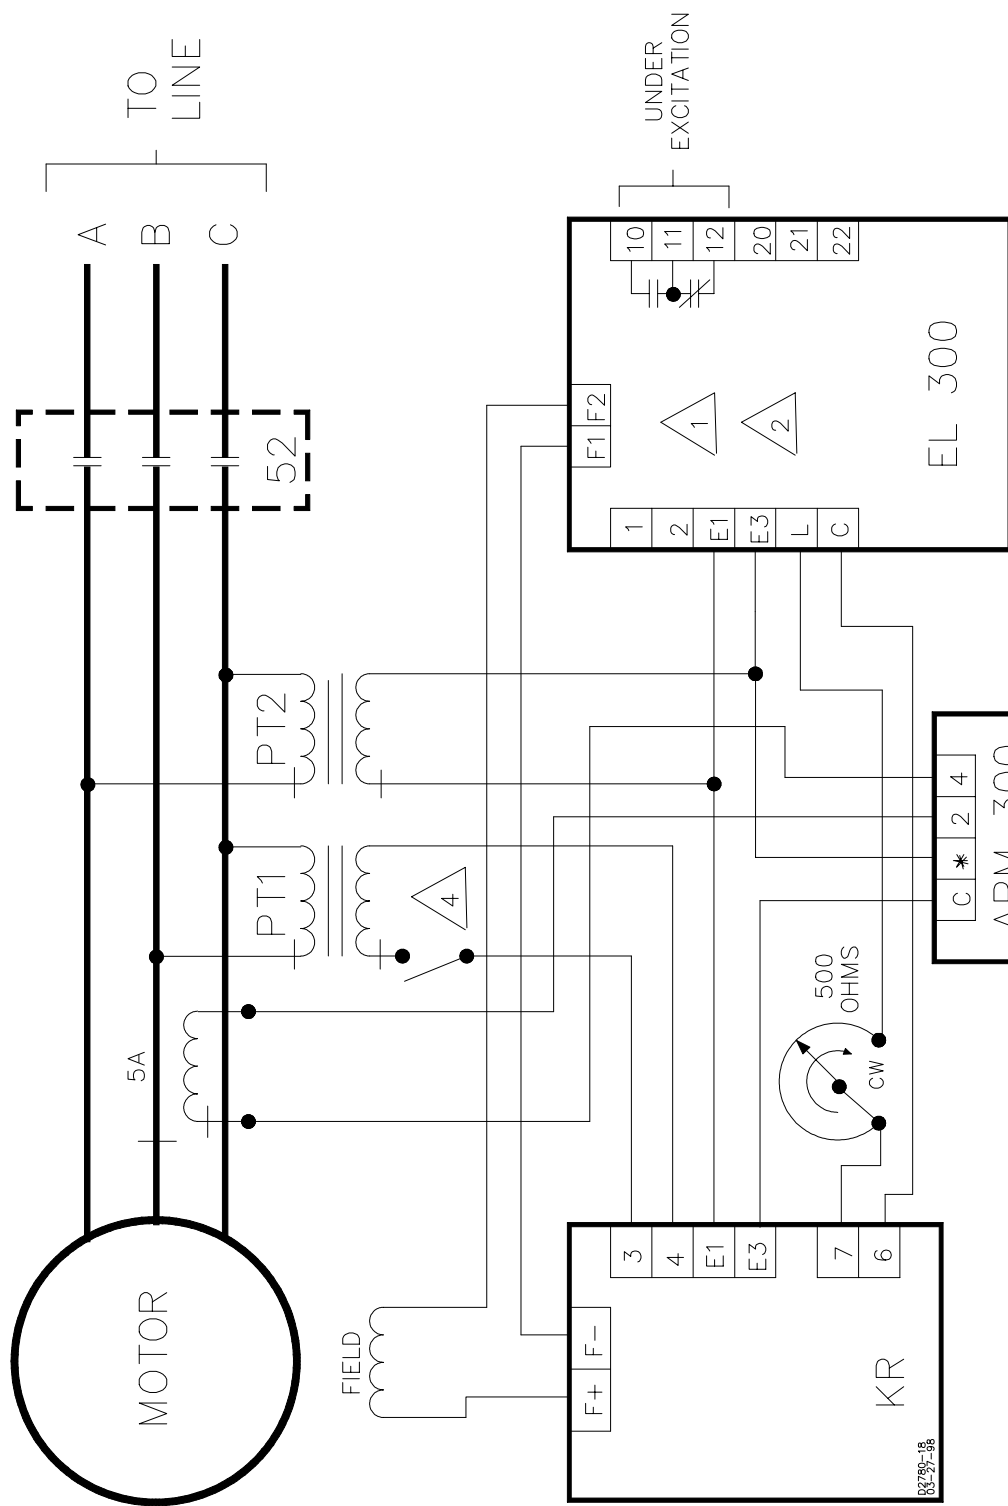 TO
LINE
A
B
C
52
UNDER
EXCITATION
10
11
12
20
21
22
F1
F2
1
2
EL 300
1
2
E1
E3
L
C
PT2
PT1
4
5A
500
OHMS
CW
C * 2 4
300
MOTOR
FIELD
3
4
E1
E3
7
6
F+
F-
KR
D2780-18
03-27-98